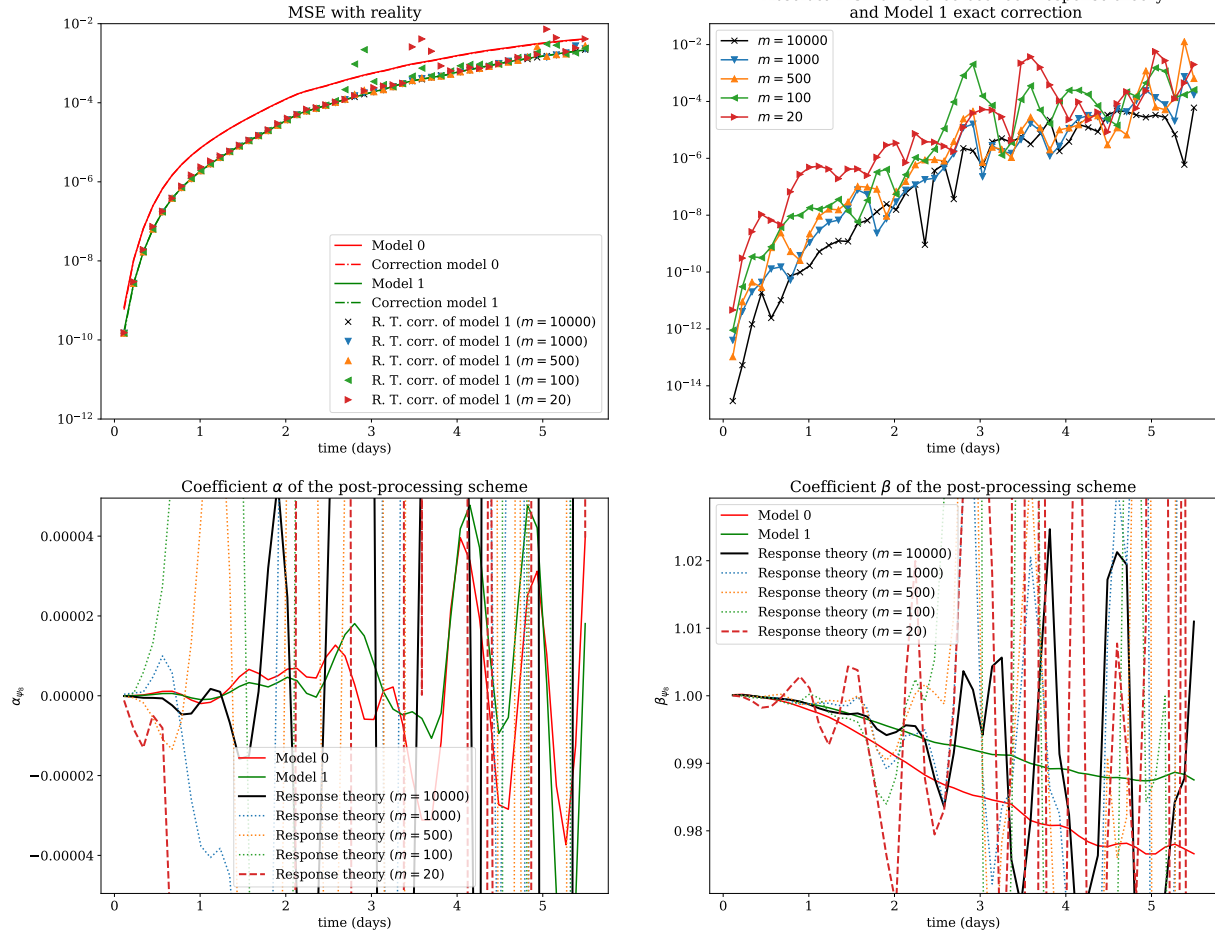 MSE with reality
10⁻²
10⁻⁴
10⁻⁶
10⁻⁸
10⁻¹⁰
10⁻¹²
Model 0
Correction model 0
Model 1
Correction model 1
R. T. corr. of model 1 (m = 10000)
R. T. corr. of model 1 (m = 1000)
R. T. corr. of model 1 (m = 500)
R. T. corr. of model 1 (m = 100)
R. T. corr. of model 1 (m = 20)
0 1 2 3 4 5
time (days)
and Model 1 exact correction
10⁻²
10⁻⁴
10⁻⁶
10⁻⁸
10⁻¹⁰
10⁻¹²
10⁻¹⁴
m = 10000
m = 1000
m = 500
m = 100
m = 20
0 1 2 3 4 5
time (days)
Coefficient α of the post-processing scheme
0.00004
0.00002
0.00000
−0.00002
−0.00004
α_ψ₈
Model 0
Model 1
Response theory (m = 10000)
Response theory (m = 1000)
Response theory (m = 500)
Response theory (m = 100)
Response theory (m = 20)
0 1 2 3 4 5
time (days)
Coefficient β of the post-processing scheme
1.02
1.01
1.00
0.99
0.98
β_ψ₈
Model 0
Model 1
Response theory (m = 10000)
Response theory (m = 1000)
Response theory (m = 500)
Response theory (m = 100)
Response theory (m = 20)
0 1 2 3 4 5
time (days)